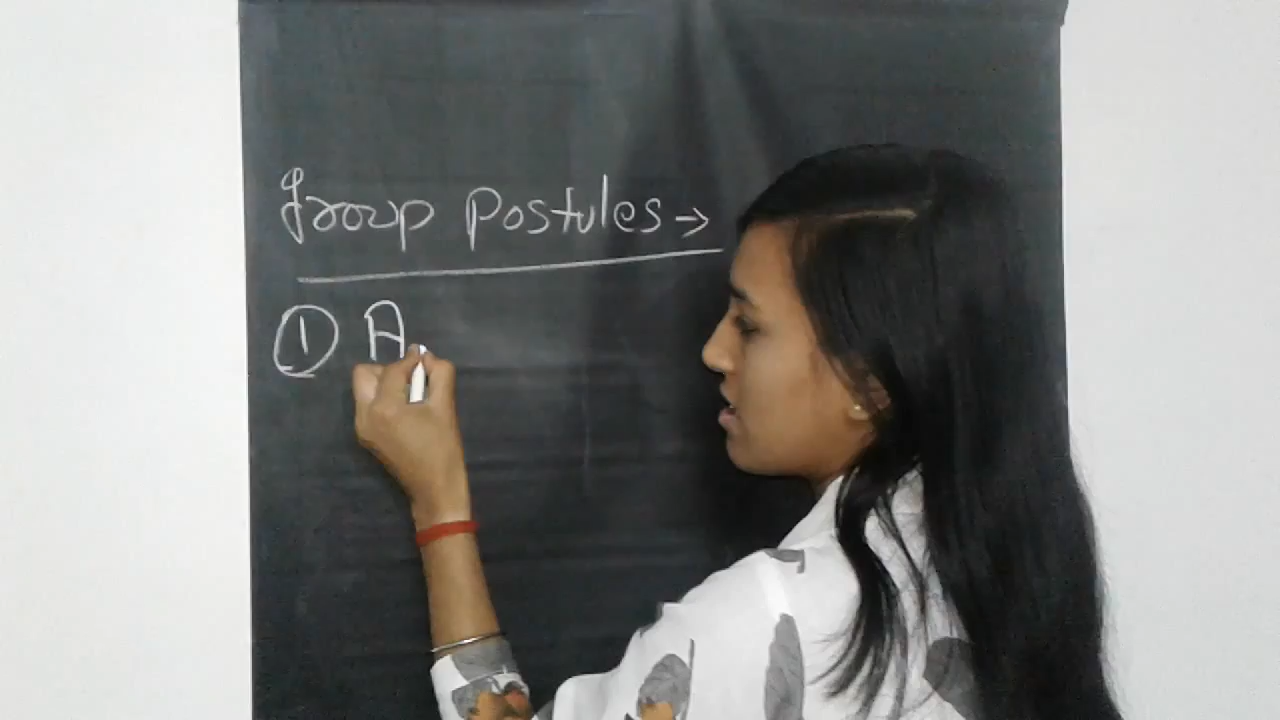 Group Postules →
① A